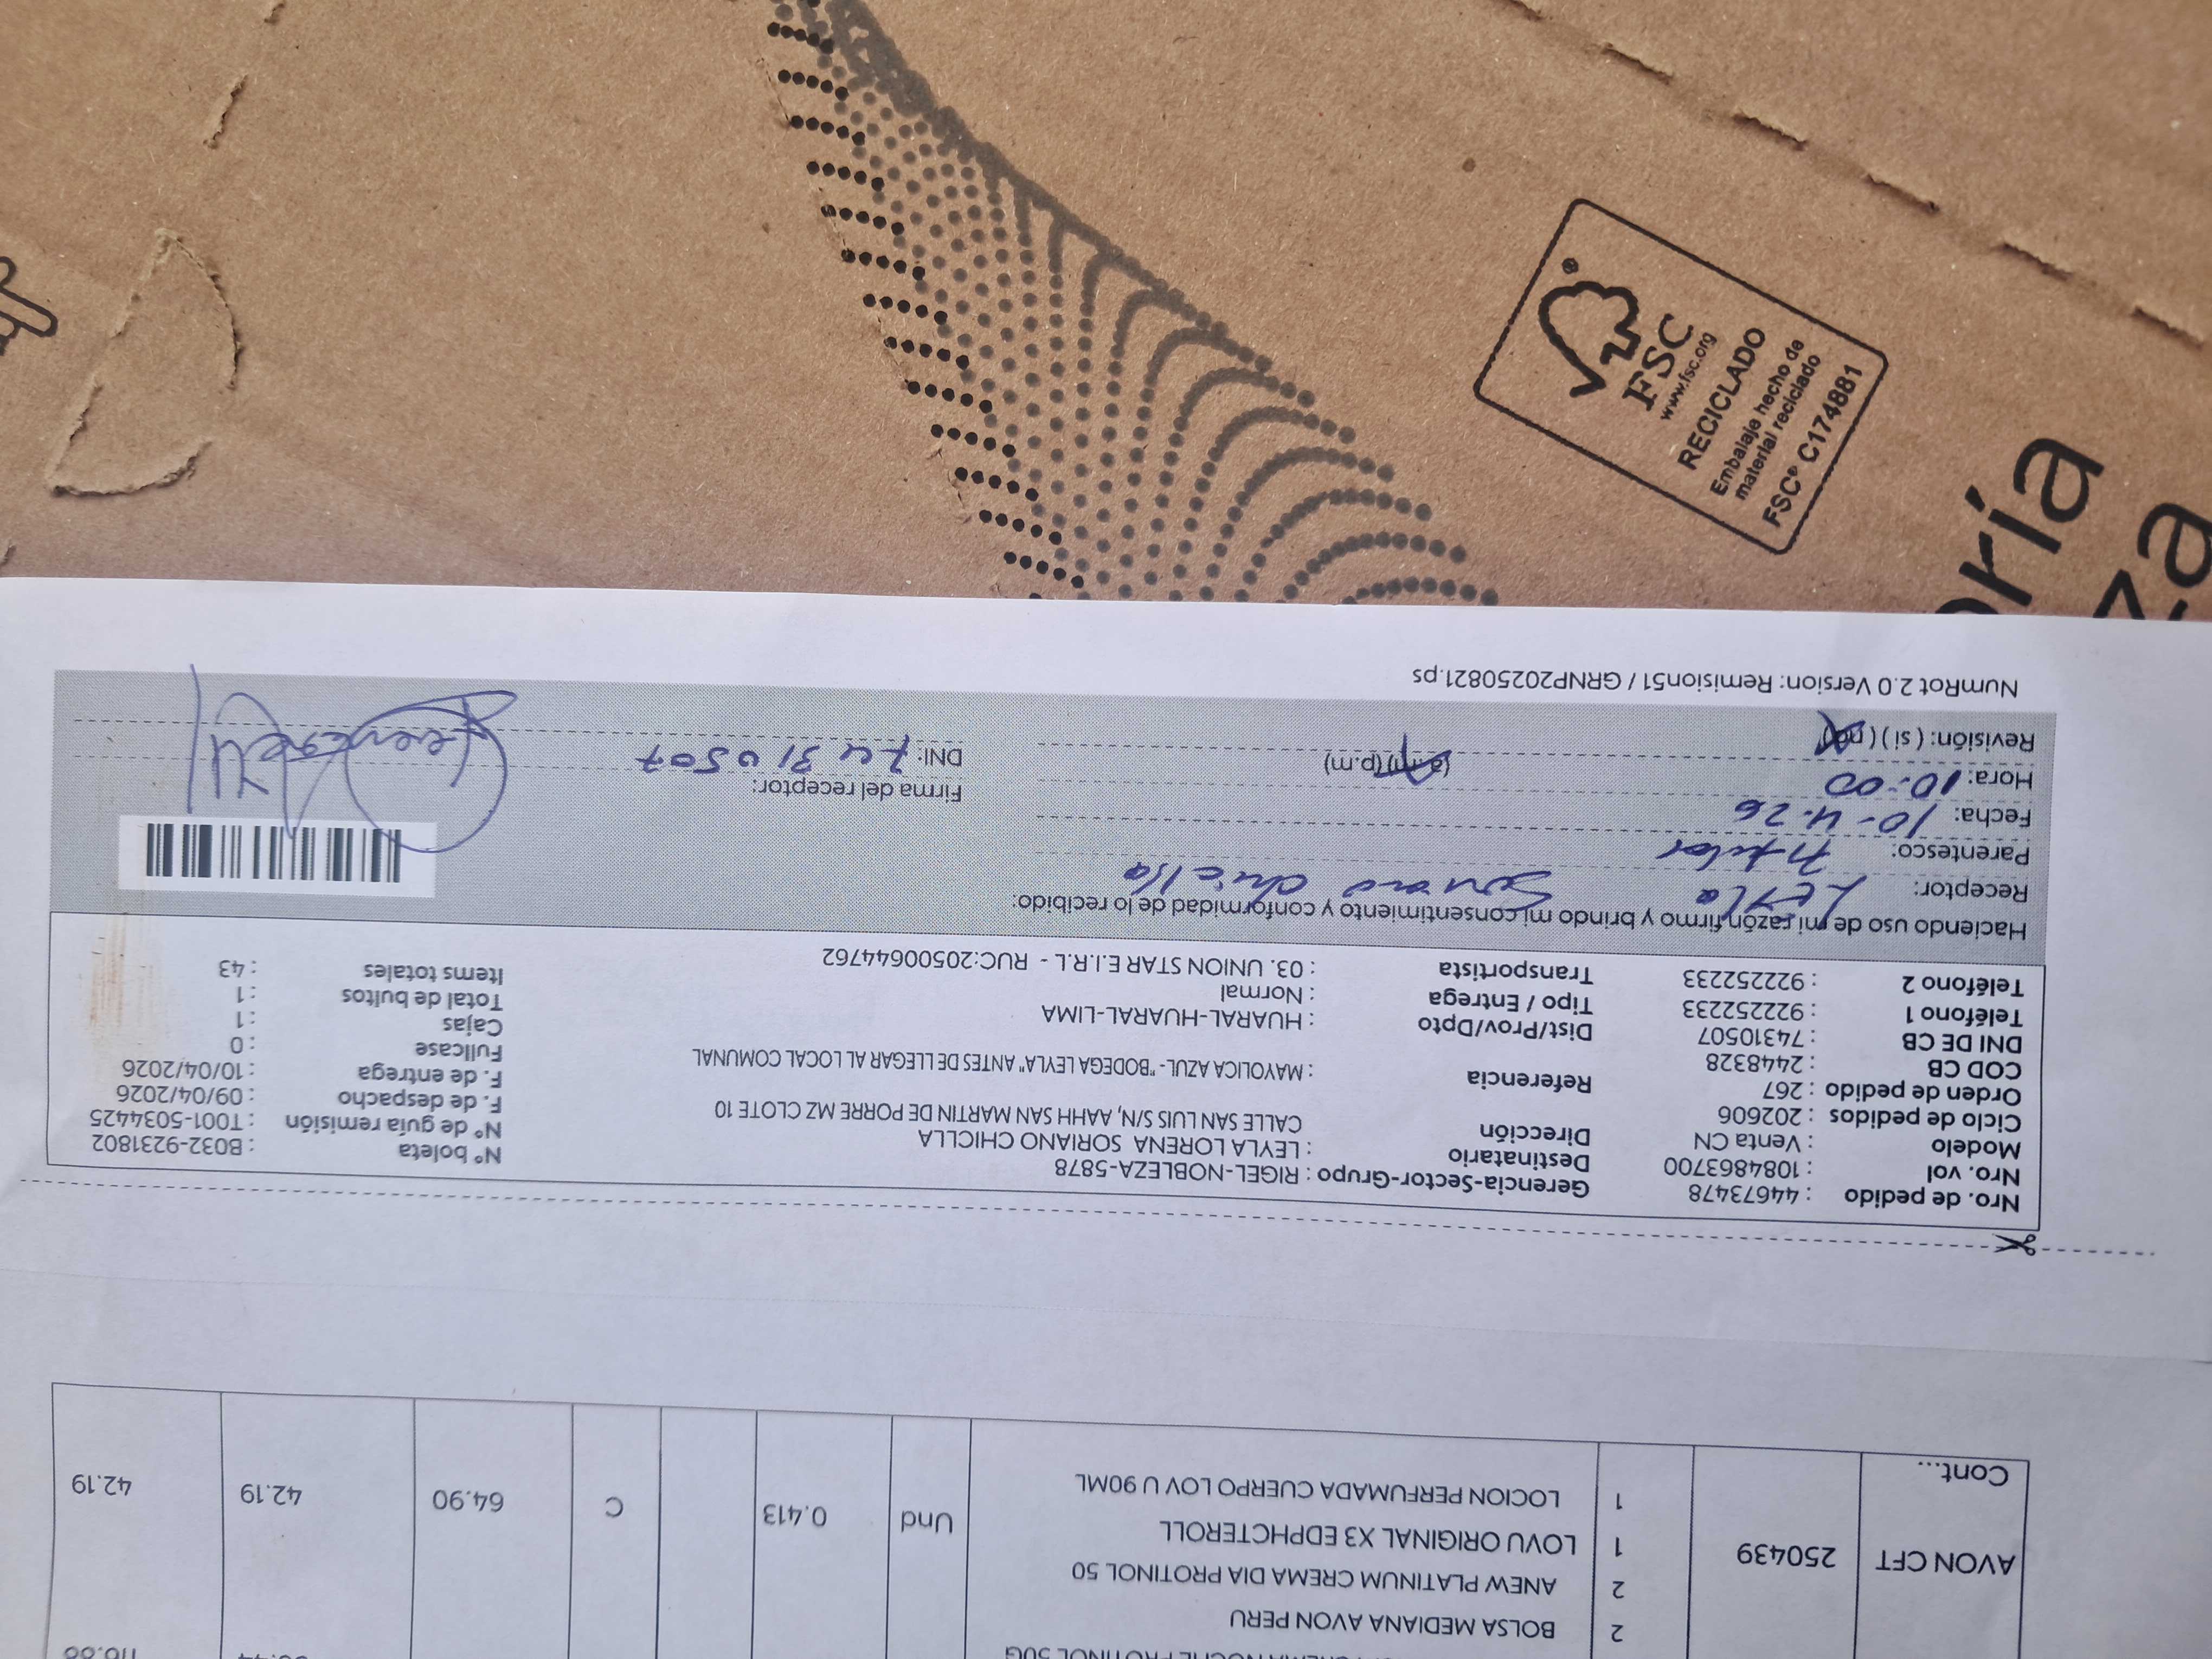 AVON CFT 250439 2 BOLSA MEDIANA AVON PERU
2 ANEW PLATINUM CREMA DIA PROTINOL 50
1 LOVU ORIGINAL X3 EDPHCTEROLL Und 0.413 C 64.90 42.19 42.19
Cont... 1 LOCION PERFUMADA CUERPO LOV U 90ML
Nro. de pedido : 44673478
Nro. vol : 1084863700
Modelo : Venta CN
Ciclo de pedidos : 202606
Orden de pedido : 267
COD CB : 2448328
DNI DE CB : 74310507
Teléfono 1 : 922252233
Teléfono 2 : 922252233
Gerencia-Sector-Grupo : RIGEL-NOBLEZA-5878
Destinatario : LEYLA LORENA SORIANO CHICLLA
Dirección CALLE SAN LUIS S/N, AAHH SAN MARTIN DE PORRE MZ CLOTE 10
Referencia : MAYOLICA AZUL - "BODEGA LEYLA" ANTES DE LLEGAR AL LOCAL COMUNAL
Dist/Prov/Dpto : HUARAL-HUARAL-LIMA
Tipo / Entrega : Normal
Transportista : 03. UNION STAR E.I.R.L - RUC:20500644762
N° boleta : B032-9231802
N° de guía remisión : T001-5034425
F. de despacho : 09/04/2026
F. de entrega : 10/04/2026
Fullcase : 0
Cajas : 1
Total de bultos : 1
Items totales : 43
Haciendo uso de mi razón firmo y brindo mi consentimiento y conformidad de lo recibido:
Receptor: Leyla Soriano Chiclla
Parentesco: Titular
Fecha: 10-4-26
Hora: 10:00 (a.m) (p.m)
Revisión: ( si ) ( no )
Firma del receptor:
DNI: 74310507
NumRot 2.0 Version: Remision51 / GRNP20250821.ps
FSC
www.fsc.org
RECICLADO
Embalaje hecho de
material reciclado
FSC® C174881
oría
za